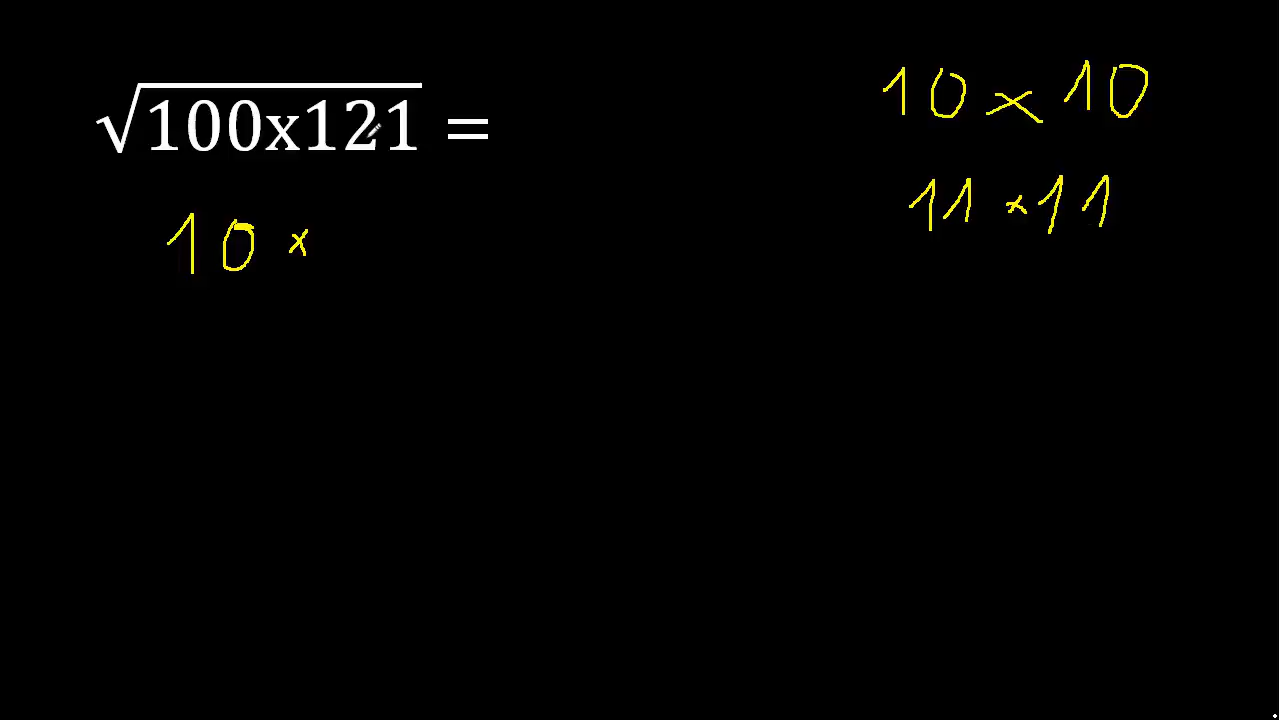 √100x121 =
10 x 10
11 x 11
10 x